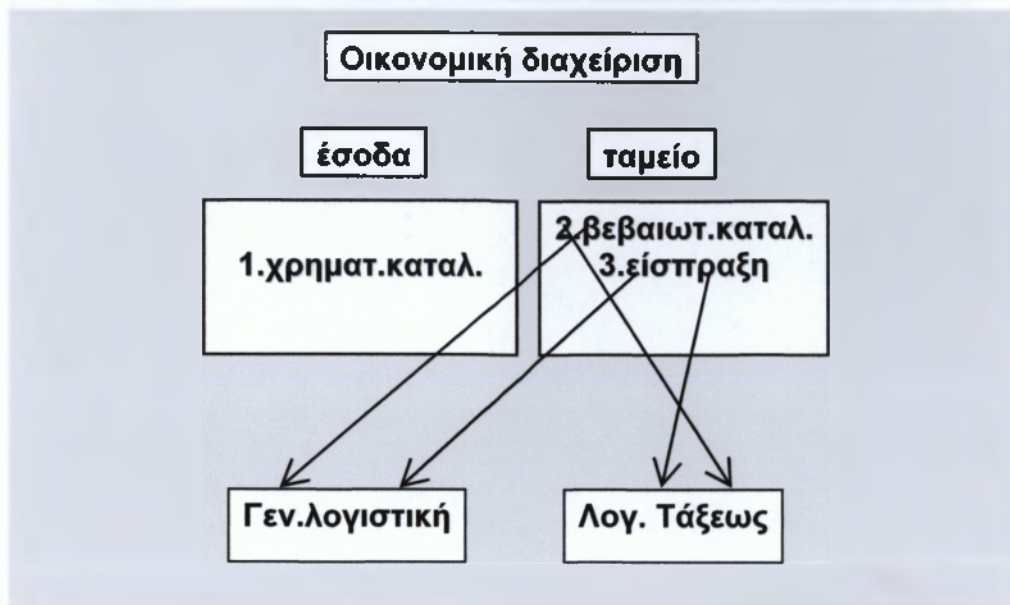 Οικονομική διαχείριση
έσοδα
ταμείο
1.χρηματ.καταλ.
2.βεβαιωτ.καταλ.
3.είσπραξη
Γεν.λογιστική
Λογ. Τάξεως